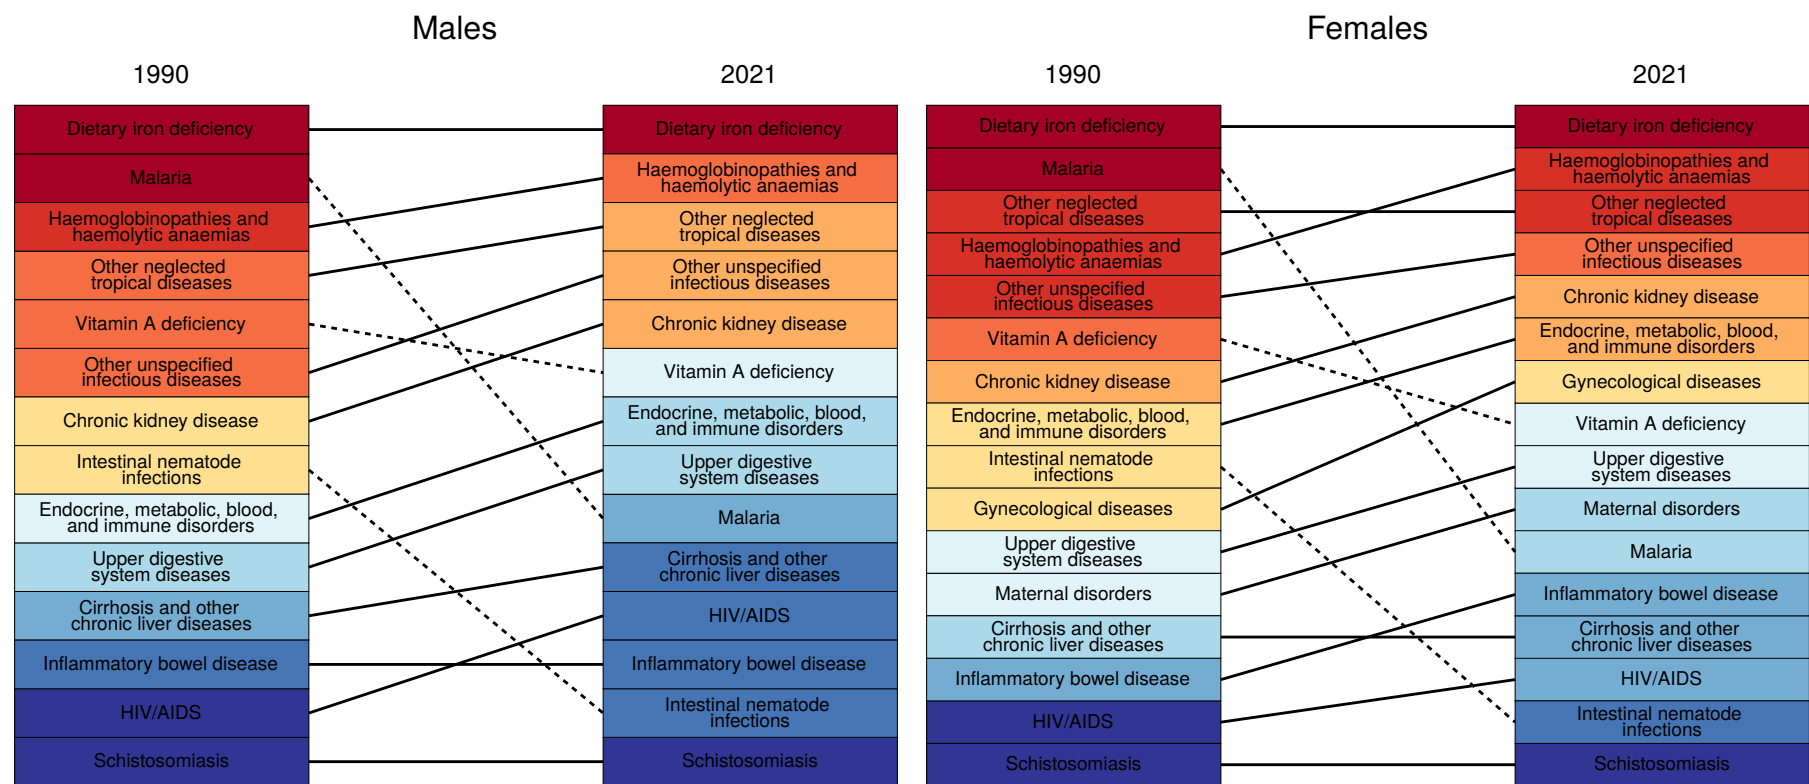 Males
1990
2021
Dietary iron deficiency
Malaria
Haemoglobinopathies and
haemolytic anaemias
Other neglected
tropical diseases
Vitamin A deficiency
Other unspecified
infectious diseases
Chronic kidney disease
Intestinal nematode
infections
Endocrine, metabolic, blood,
and immune disorders
Upper digestive
system diseases
Cirrhosis and other
chronic liver diseases
Inflammatory bowel disease
HIV/AIDS
Schistosomiasis
Dietary iron deficiency
Haemoglobinopathies and
haemolytic anaemias
Other neglected
tropical diseases
Other unspecified
infectious diseases
Chronic kidney disease
Vitamin A deficiency
Endocrine, metabolic, blood,
and immune disorders
Upper digestive
system diseases
Malaria
Cirrhosis and other
chronic liver diseases
HIV/AIDS
Inflammatory bowel disease
Intestinal nematode
infections
Schistosomiasis
Females
1990
2021
Dietary iron deficiency
Malaria
Other neglected
tropical diseases
Haemoglobinopathies and
haemolytic anaemias
Other unspecified
infectious diseases
Vitamin A deficiency
Chronic kidney disease
Endocrine, metabolic, blood,
and immune disorders
Intestinal nematode
infections
Gynecological diseases
Upper digestive
system diseases
Maternal disorders
Cirrhosis and other
chronic liver diseases
Inflammatory bowel disease
HIV/AIDS
Schistosomiasis
Dietary iron deficiency
Haemoglobinopathies and
haemolytic anaemias
Other neglected
tropical diseases
Other unspecified
infectious diseases
Chronic kidney disease
Endocrine, metabolic, blood,
and immune disorders
Gynecological diseases
Vitamin A deficiency
Upper digestive
system diseases
Maternal disorders
Malaria
Inflammatory bowel disease
Cirrhosis and other
chronic liver diseases
HIV/AIDS
Intestinal nematode
infections
Schistosomiasis